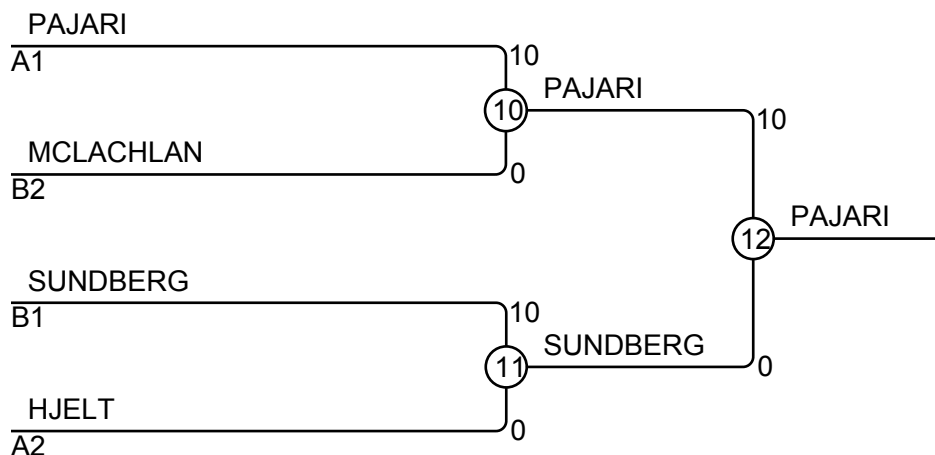 PAJARI
A1
10
10
PAJARI
10
MCLACHLAN
B2
0
12
PAJARI
SUNDBERG
B1
10
11
SUNDBERG
0
HJELT
A2
0